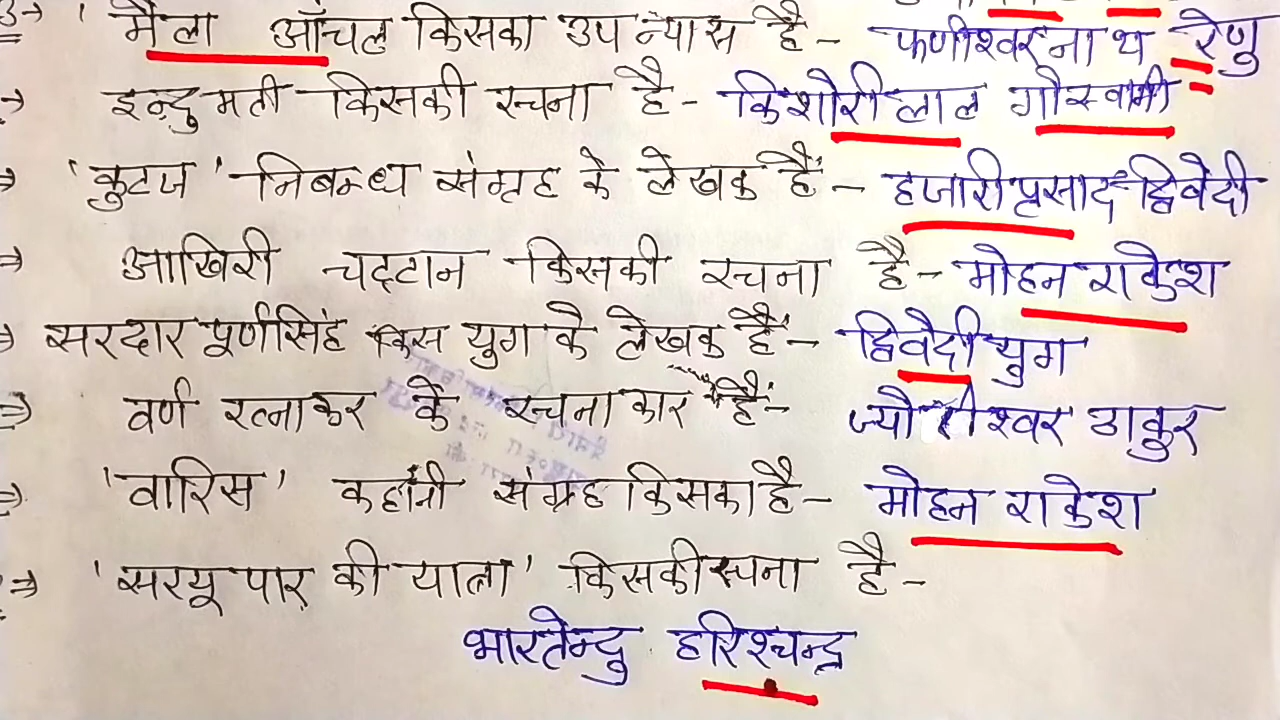 ' मैला आँचल किसका उपन्यास है- फणीश्वरनाथ रेणु
इन्दुमती किसकी रचना है- किशोरीलाल गौस्वामी
'कुटज' निबन्ध संग्रह के लेखक हैं- हजारीप्रसाद द्विवेदी
आखिरी चट्टान किसकी रचना है- मोहन राकेश
सरदार पूर्णसिंह किस युग के लेखक हैं- द्विवेदी युग
वर्ण रत्नाकर के रचनाकार हैं- ज्योतीश्वर ठाकुर
'वारिस' कहानी संग्रह किसका है- मोहन राकेश
'सरयू पार की यात्रा' किसकी रचना है-
भारतेन्दु हरिश्चन्द्र